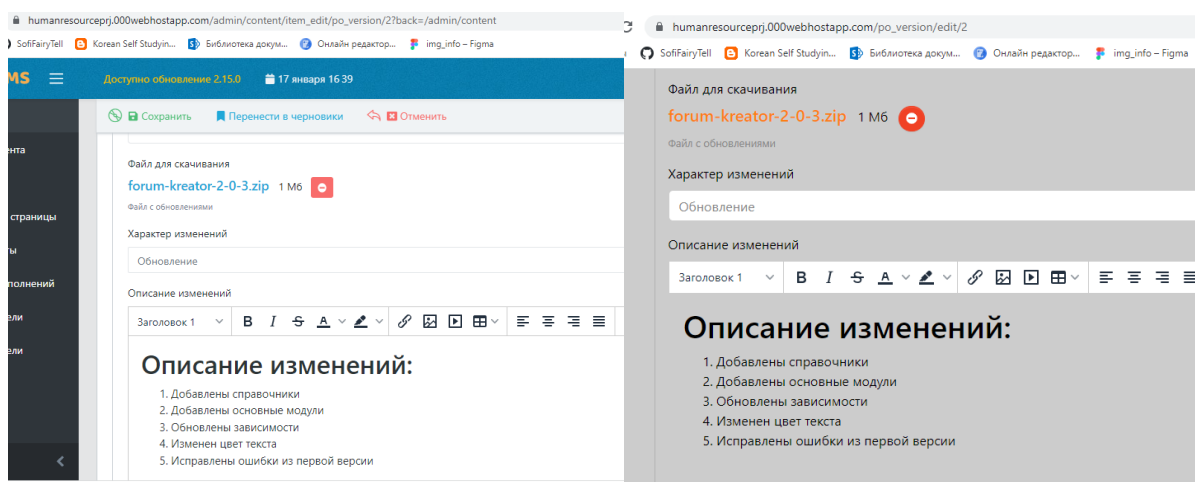 humanresourceprj.000webhostapp.com/admin/content/item_edit/po_version/2?back=/admin/content
SofiFairyTell Korean Self Studyin... Библиотека докум... Онлайн редактор... img_info – Figma
MS Доступно обновление 2.15.0 17 января 16:39
Сохранить Перенести в черновики Отменить
нта
страницы
ты
полнений
ели
ели
Файл для скачивания
forum-kreator-2-0-3.zip 1 Мб
Файл с обновлениями
Характер изменений
Обновление
Описание изменений
Заголовок 1 B I S A
Описание изменений:
1. Добавлены справочники
2. Добавлены основные модули
3. Обновлены зависимости
4. Изменен цвет текста
5. Исправлены ошибки из первой версии
humanresourceprj.000webhostapp.com/po_version/edit/2
SofiFairyTell Korean Self Studyin... Библиотека докум... Онлайн редактор... img_info – Figma
Файл для скачивания
forum-kreator-2-0-3.zip 1 Мб
Файл с обновлениями
Характер изменений
Обновление
Описание изменений
Заголовок 1 B I S A
Описание изменений:
1. Добавлены справочники
2. Добавлены основные модули
3. Обновлены зависимости
4. Изменен цвет текста
5. Исправлены ошибки из первой версии